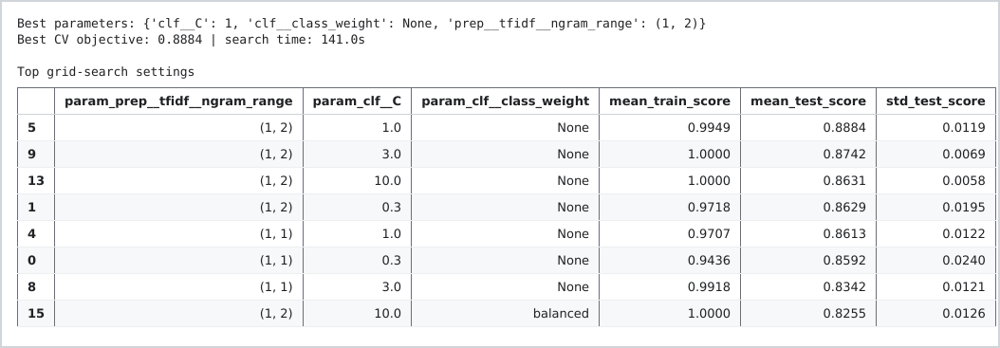 Best parameters: {'clf__C': 1, 'clf__class_weight': None, 'prep__tfidf__ngram_range': (1, 2)}
Best CV objective: 0.8884 | search time: 141.0s
Top grid-search settings
param_prep__tfidf__ngram_range param_clf__C param_clf__class_weight mean_train_score mean_test_score std_test_score
5 (1, 2) 1.0 None 0.9949 0.8884 0.0119
9 (1, 2) 3.0 None 1.0000 0.8742 0.0069
13 (1, 2) 10.0 None 1.0000 0.8631 0.0058
1 (1, 2) 0.3 None 0.9718 0.8629 0.0195
4 (1, 1) 1.0 None 0.9707 0.8613 0.0122
0 (1, 1) 0.3 None 0.9436 0.8592 0.0240
8 (1, 1) 3.0 None 0.9918 0.8342 0.0121
15 (1, 2) 10.0 balanced 1.0000 0.8255 0.0126